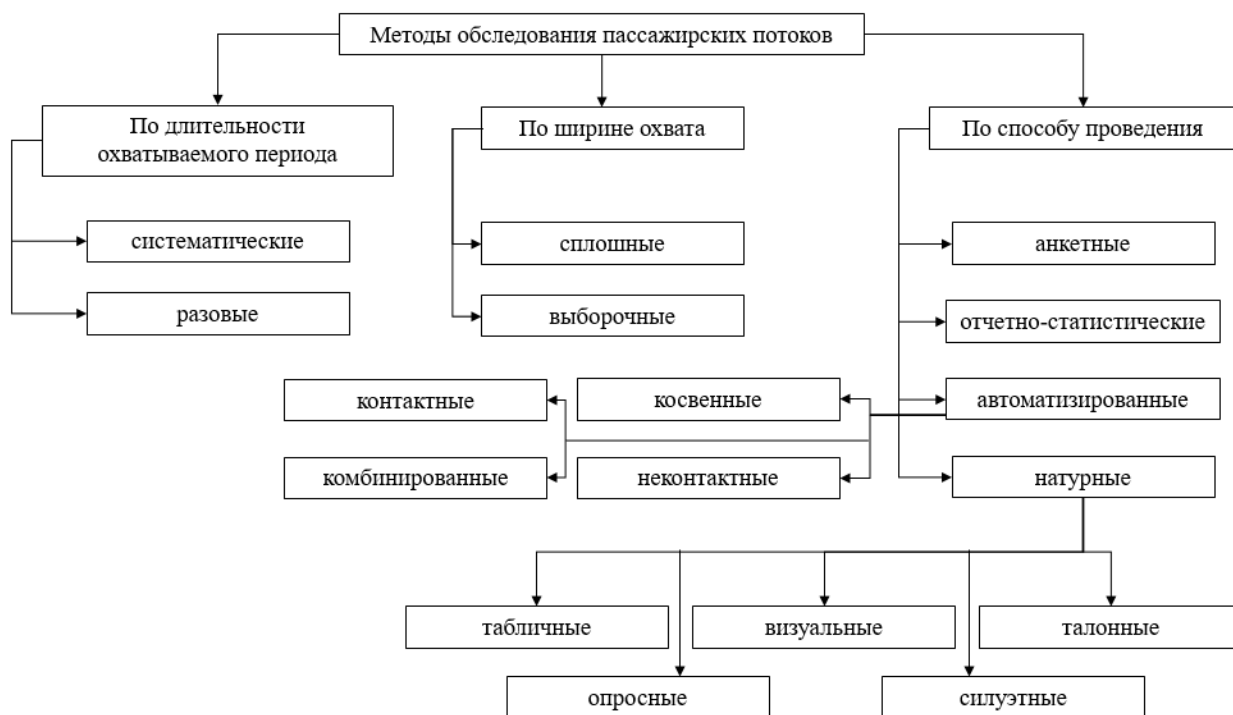 Методы обследования пассажирских потоков
По длительности
охватываемого периода
По ширине охвата
По способу проведения
систематические
сплошные
анкетные
разовые
выборочные
отчетно-статистические
контактные
косвенные
автоматизированные
комбинированные
неконтактные
натурные
табличные
визуальные
талонные
опросные
силуэтные